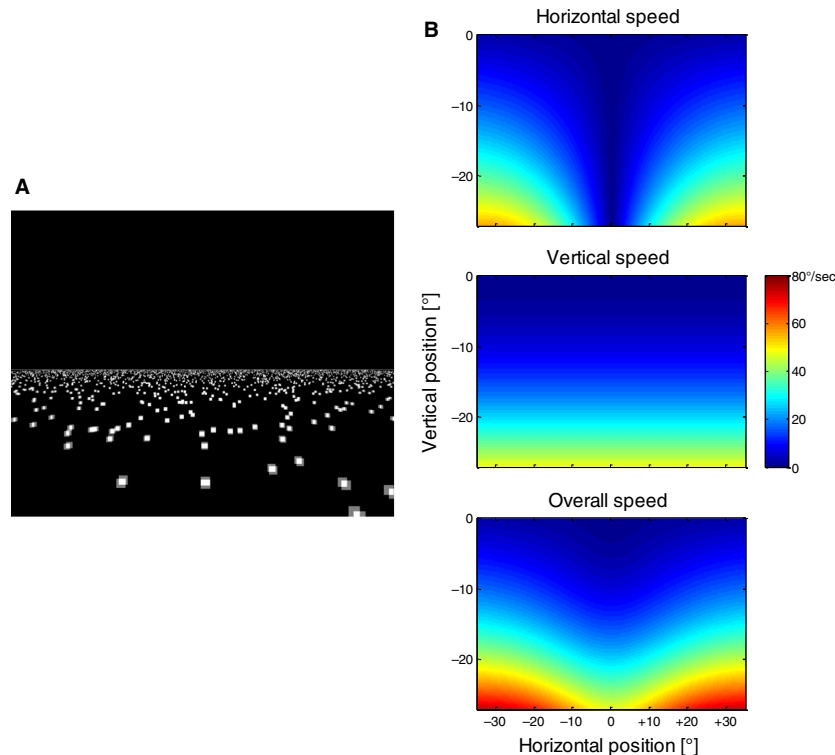 A
B
Horizontal speed
0
−10
−20
Vertical speed
0
−10
−20
Vertical position [°]
80°/sec
60
40
20
0
Overall speed
0
−10
−20
−30 −20 −10 0 +10 +20 +30
Horizontal position [°]